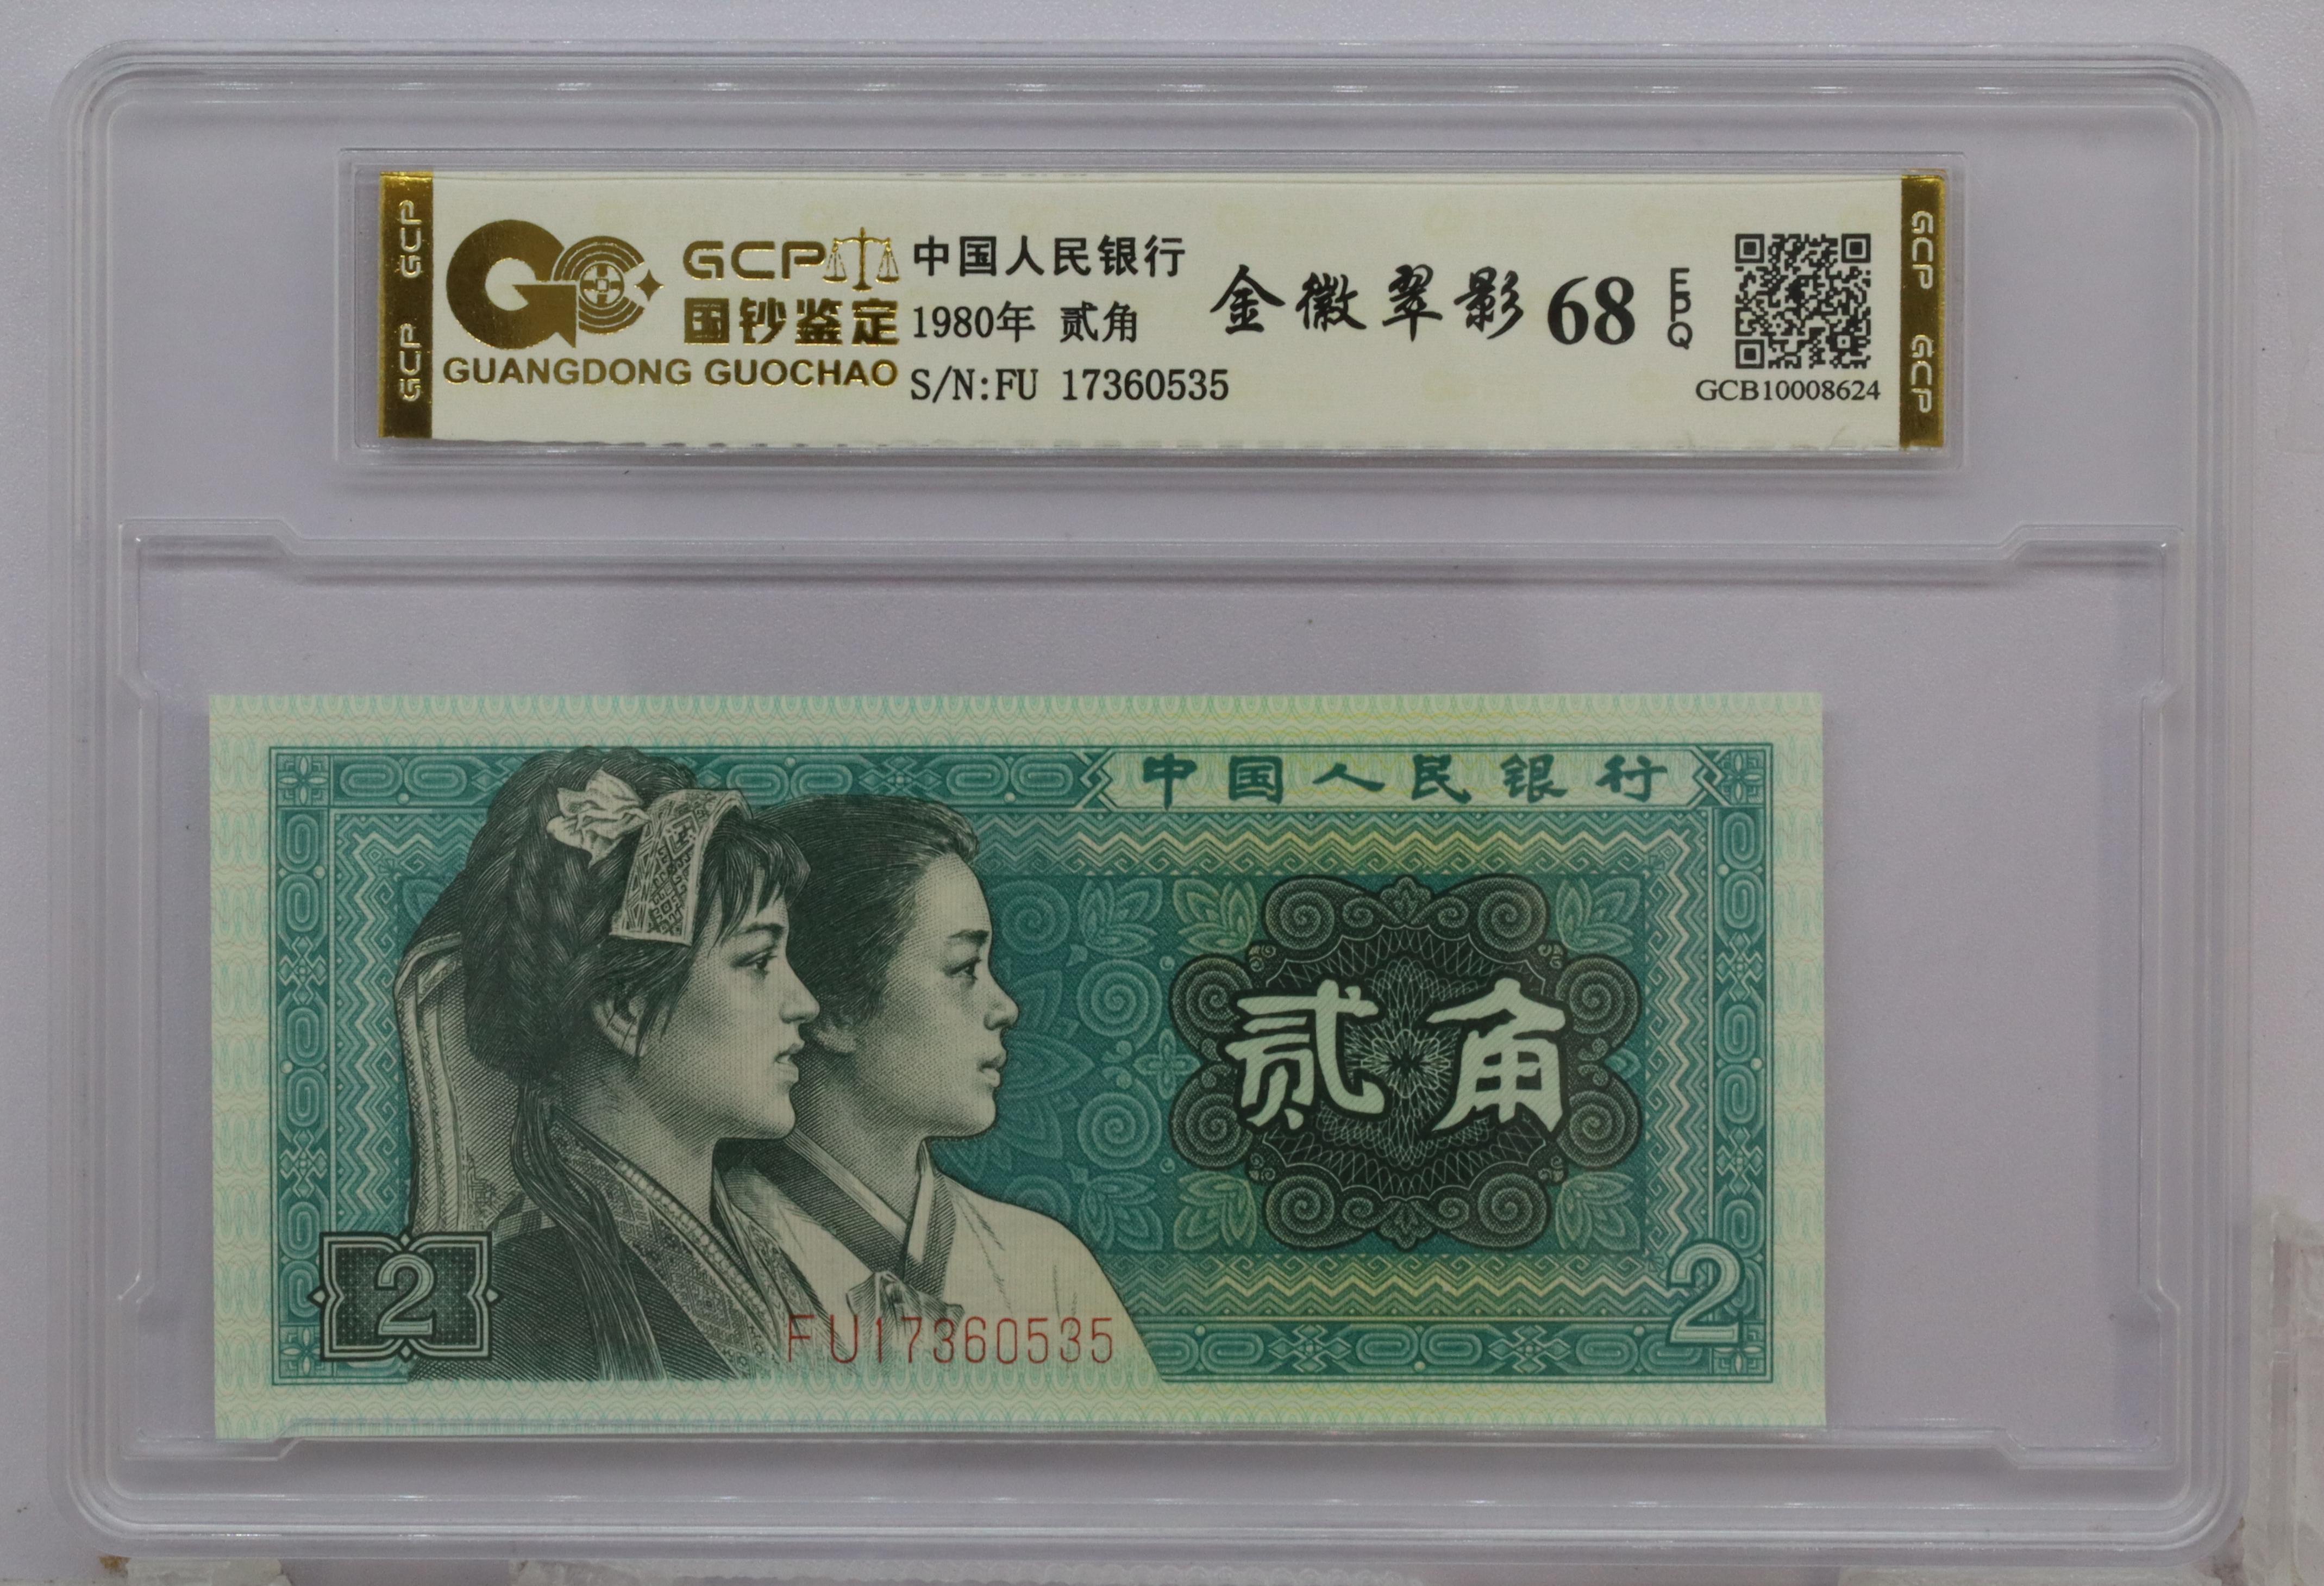 GCP GCP
GCP
国钞鉴定
GUANGDONG GUOCHAO
中国人民银行
1980年 贰角
S/N:FU 17360535
金徽翠影 68 EPQ
GCB10008624
GCP GCP
中国人民银行
贰角
2
FU17360535
2